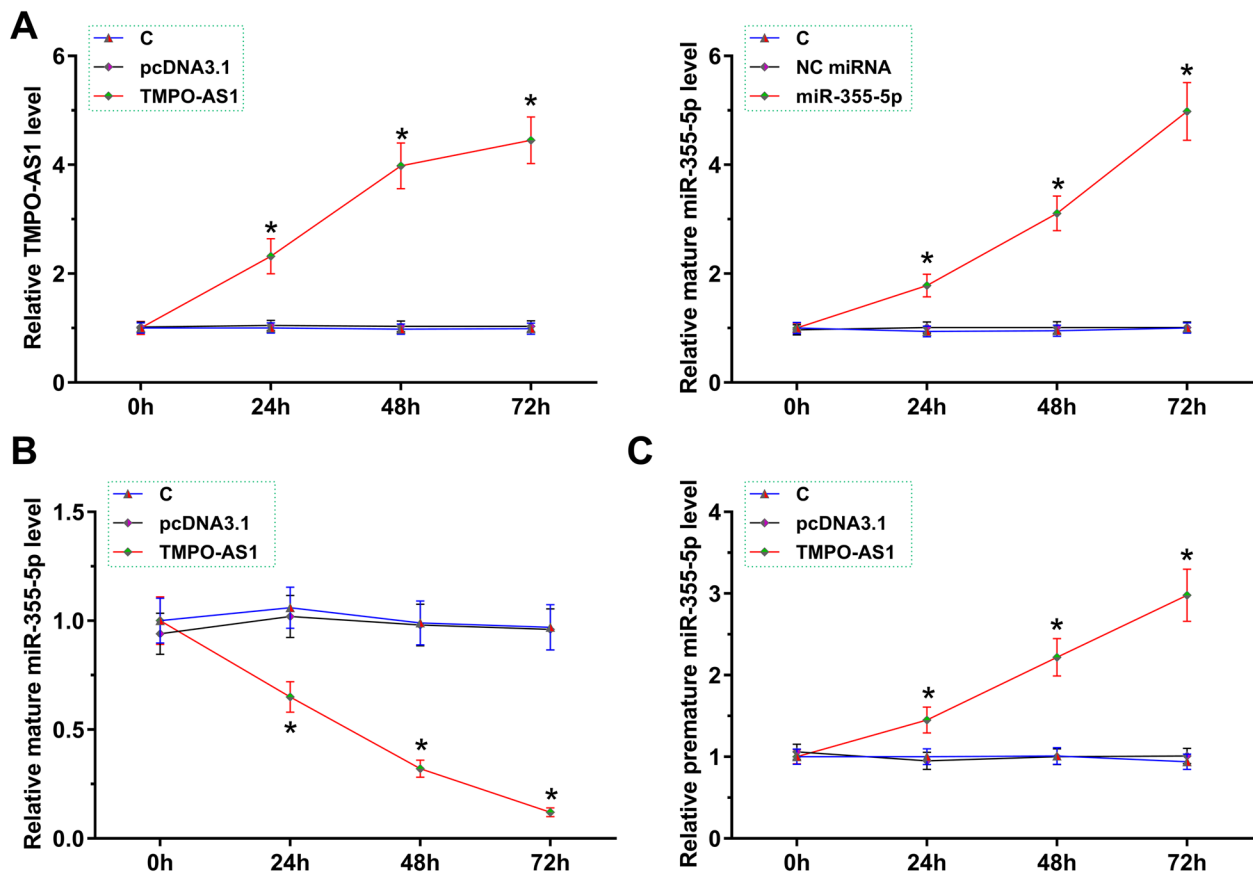 A
C
pcDNA3.1
TMPO-AS1
Relative TMPO-AS1 level
6
4
2
0
*
*
*
0h 24h 48h 72h
C
NC miRNA
miR-355-5p
Relative mature miR-355-5p level
6
4
2
0
*
*
*
0h 24h 48h 72h
B
C
pcDNA3.1
TMPO-AS1
Relative mature miR-355-5p level
1.5
1.0
0.5
0.0
*
*
*
0h 24h 48h 72h
C
C
pcDNA3.1
TMPO-AS1
Relative premature miR-355-5p level
4
3
2
1
0
*
*
*
0h 24h 48h 72h